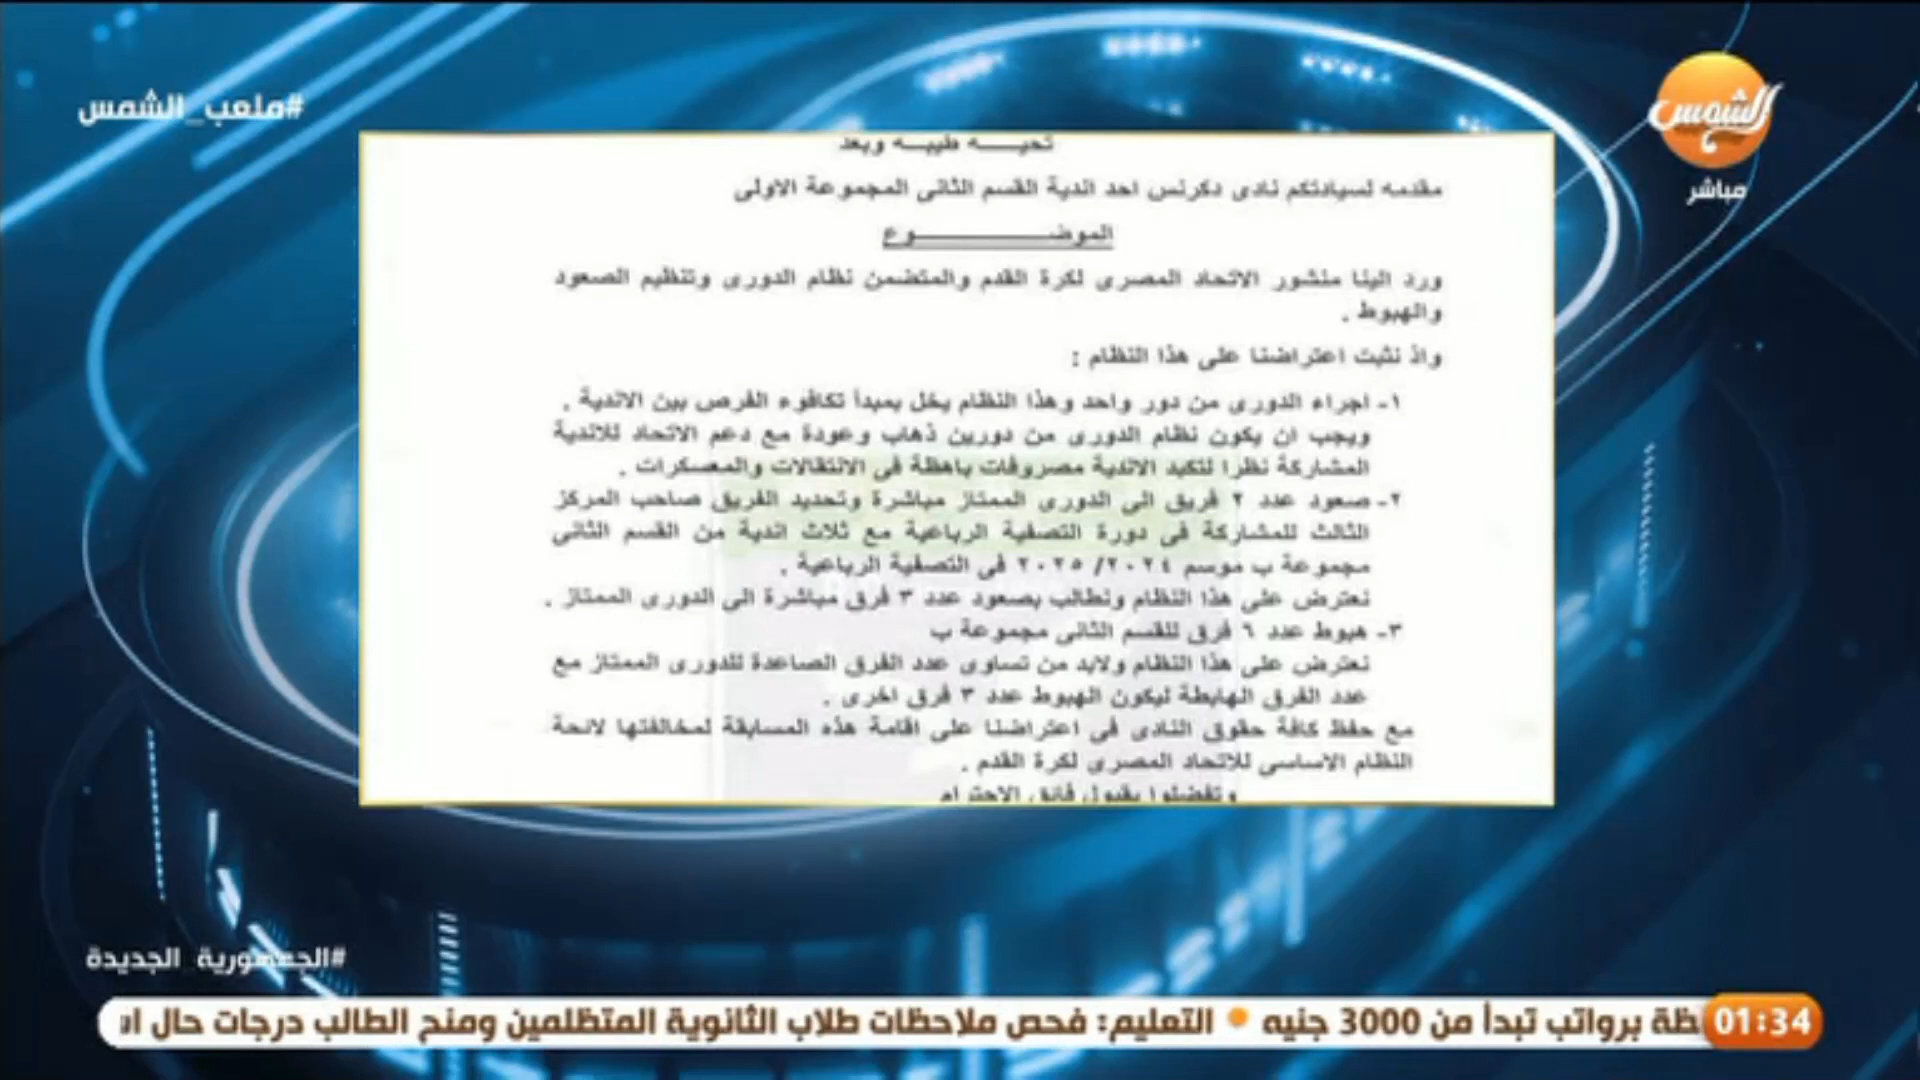 #ملعب_الشمس
الشمس
مباشر
تحيـــــه طيبـــه وبعد
مقدمه لسيادتكم نادى دكرنس احد اندية القسم الثانى المجموعة الاولى
الموضــــــــــــــوع
ورد الينا منشور الاتحاد المصرى لكرة القدم والمتضمن نظام الدورى وتنظيم الصعود
والهبوط .
واذ نثبت اعتراضنا على هذا النظام :
١- اجراء الدورى من دور واحد وهذا النظام يخل بمبدأ تكافوء الفرص بين الاندية .
ويجب ان يكون نظام الدورى من دورين ذهاب وعودة مع دعم الاتحاد للاندية
المشاركة نظرا لتكبد الاندية مصروفات باهظة فى الانتقالات والمعسكرات .
٢- صعود عدد ٢ فريق الى الدورى الممتاز مباشرة وتحديد الفريق صاحب المركز
الثالث للمشاركة فى دورة التصفية الرباعية مع ثلاث اندية من القسم الثانى
مجموعة ب موسم ٢٠٢٤/ ٢٠٢٥ فى التصفية الرباعية .
نعترض على هذا النظام ونطالب بصعود عدد ٣ فرق مباشرة الى الدورى الممتاز .
٣- هبوط عدد ٦ فرق للقسم الثانى مجموعة ب
نعترض على هذا النظام ولابد من تساوى عدد الفرق الصاعدة للدورى الممتاز مع
عدد الفرق الهابطة ليكون الهبوط عدد ٣ فرق اخرى .
مع حفظ كافة حقوق النادى فى اعتراضنا على اقامة هذه المسابقة لمخالفتها لائحة
النظام الاساسى للاتحاد المصرى لكرة القدم .
وتفضلوا بقبول فائق الاحترام
#الجمهورية_الجديدة
ظة برواتب تبدأ من 3000 جنيه • التعليم: فحص ملاحظات طلاب الثانوية المتظلمين ومنح الطالب درجات حال
01:34